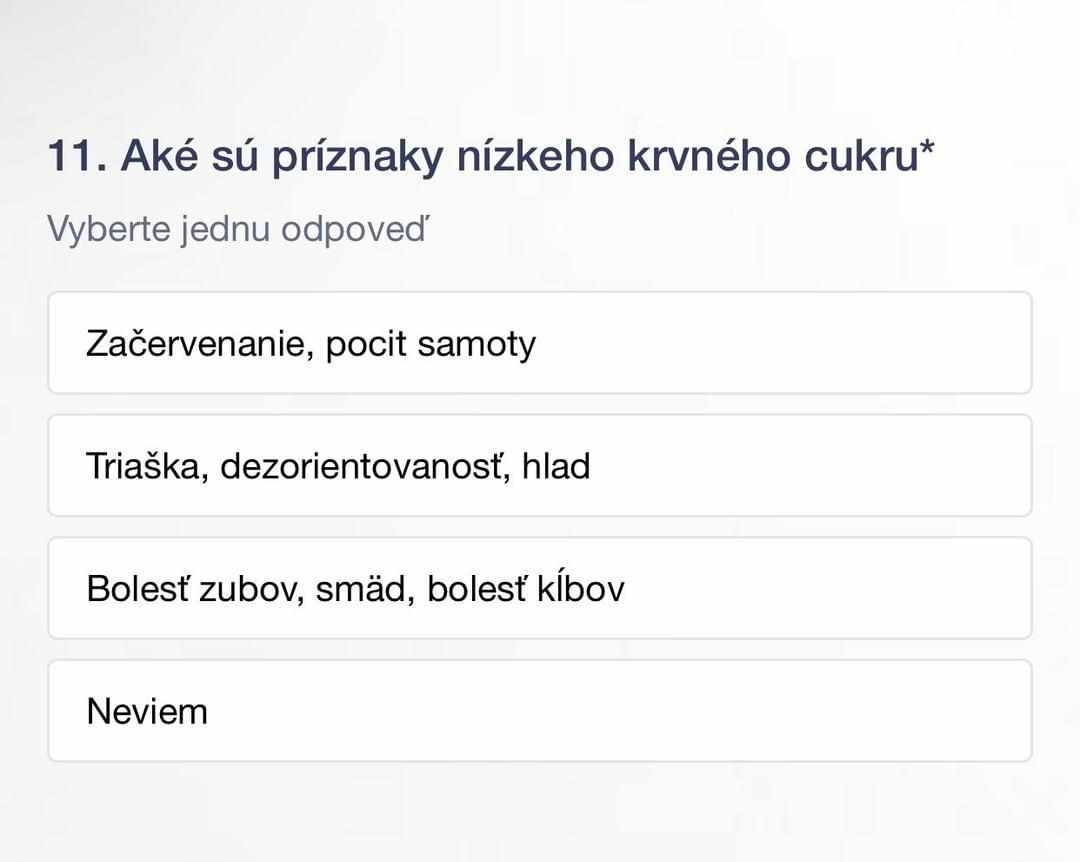 11. Aké sú príznaky nízkeho krvného cukru*
Vyberte jednu odpoveď
Začervenanie, pocit samoty
Triaška, dezorientovanosť, hlad
Bolesť zubov, smäd, bolesť kĺbov
Neviem